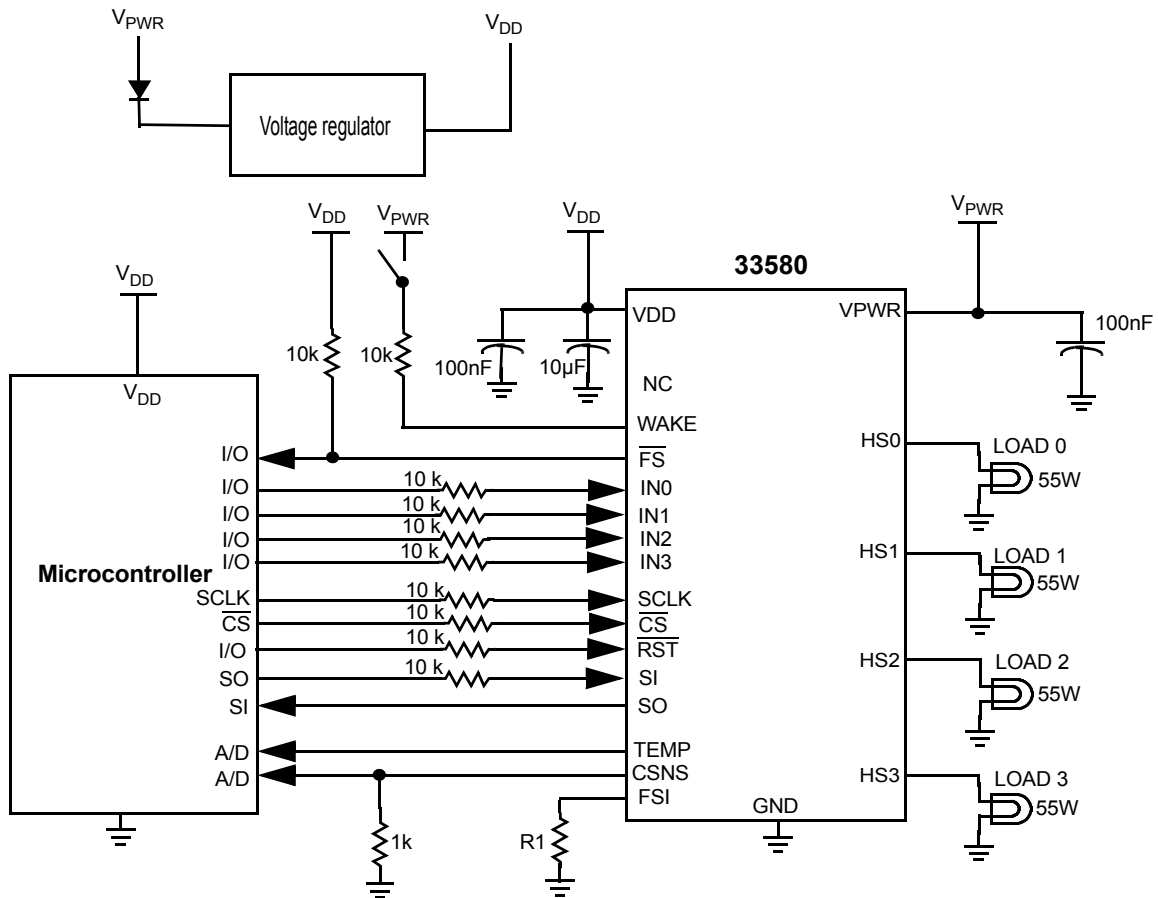 VPWR
VDD
Voltage regulator
VDD
VPWR
VDD
VPWR
33580
VDD
VDD
VPWR
100nF
10k
10k
100nF
10µF
VDD
NC
WAKE
HS0
LOAD 0
55W
I/O
FS
I/O
10 k
IN0
I/O
10 k
IN1
I/O
10 k
IN2
I/O
10 k
IN3
HS1
LOAD 1
55W
Microcontroller
SCLK
10 k
SCLK
CS
10 k
CS
I/O
10 k
RST
SO
10 k
SI
HS2
LOAD 2
55W
SI
SO
A/D
TEMP
A/D
CSNS
HS3
LOAD 3
55W
FSI
GND
1k
R1